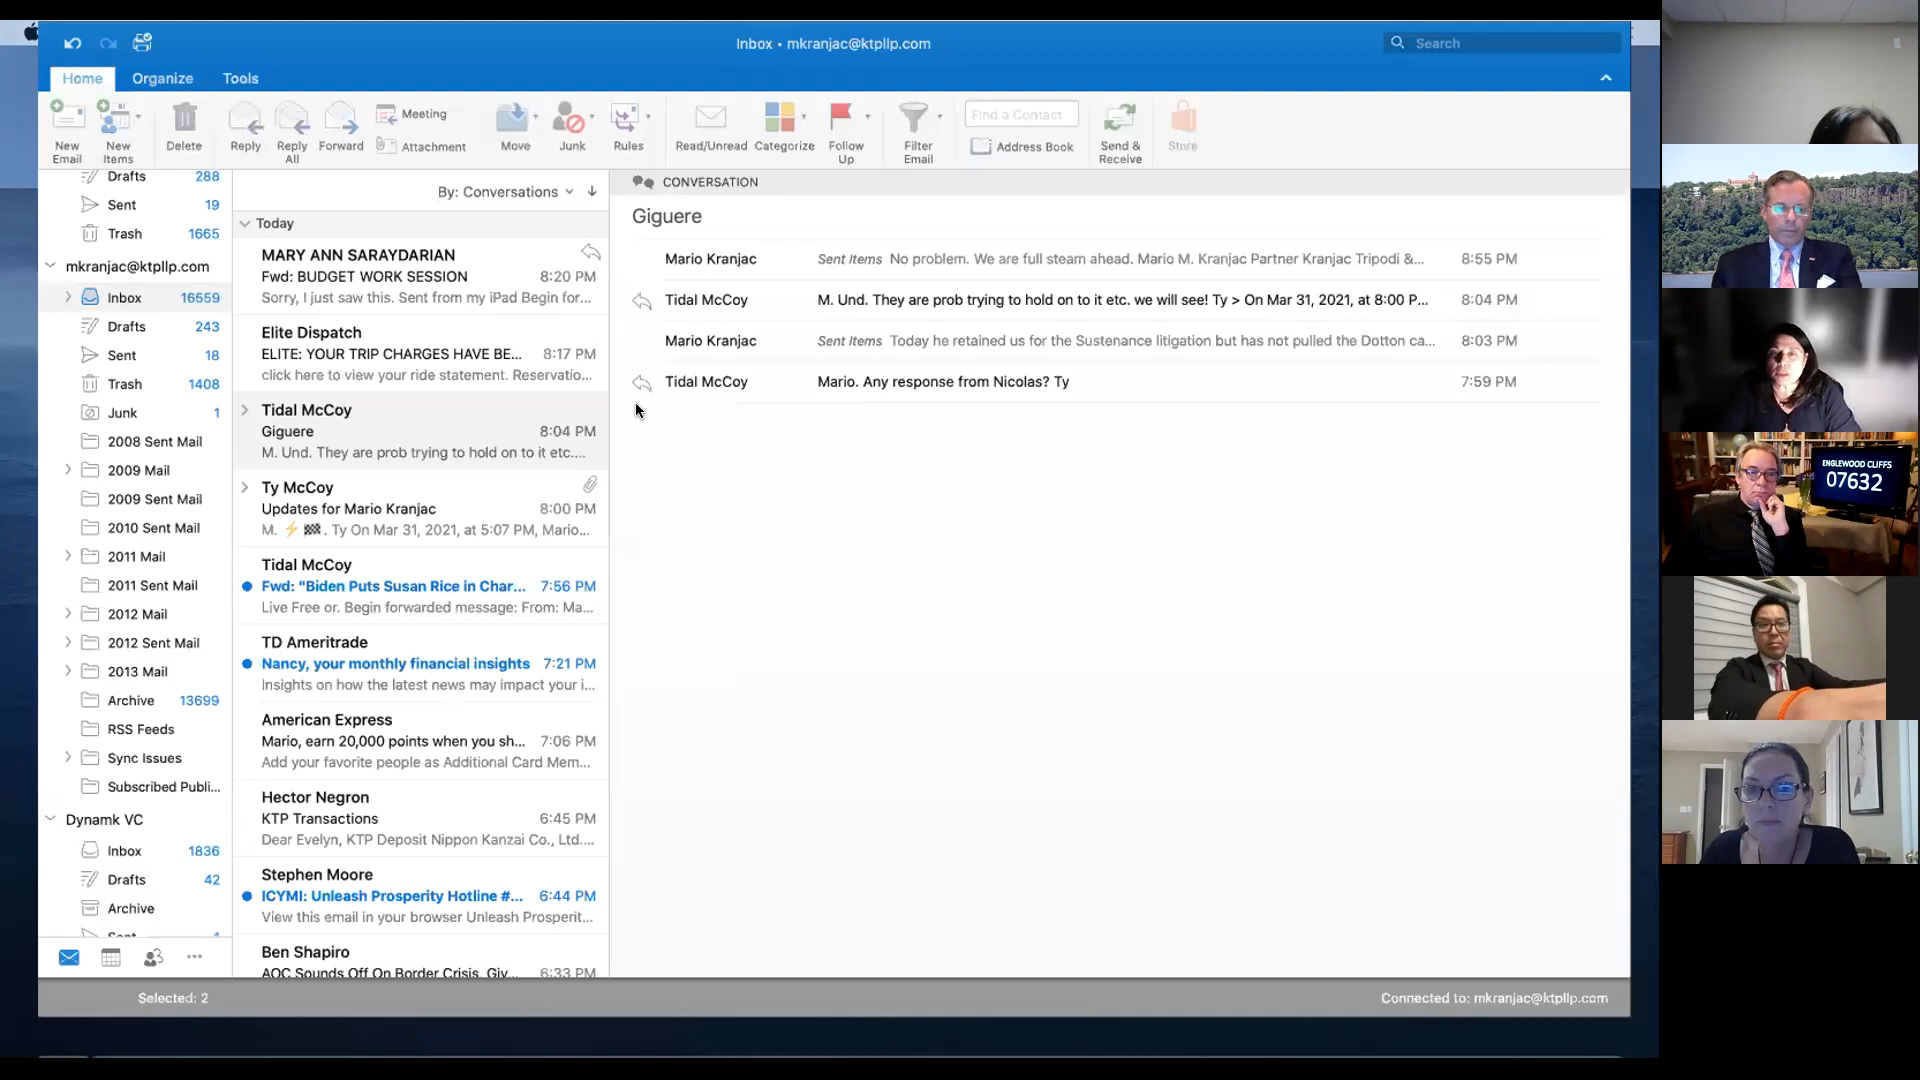 Inbox • mkranjac@ktpllp.com
Search
Home Organize Tools
New Email
New Items
Delete
Reply
Reply All
Forward
Meeting
Attachment
Move
Junk
Rules
Read/Unread
Categorize
Follow Up
Filter Email
Find a Contact
Address Book
Send & Receive
Store
Drafts 288
Sent 19
Trash 1665
mkranjac@ktpllp.com
Inbox 16559
Drafts 243
Sent 18
Trash 1408
Junk 1
2008 Sent Mail
2009 Mail
2009 Sent Mail
2010 Sent Mail
2011 Mail
2011 Sent Mail
2012 Mail
2012 Sent Mail
2013 Mail
Archive 13699
RSS Feeds
Sync Issues
Subscribed Publi...
Dynamk VC
Inbox 1836
Drafts 42
Archive
Sent 1
By: Conversations
Today
MARY ANN SARAYDARIAN
Fwd: BUDGET WORK SESSION 8:20 PM
Sorry, I just saw this. Sent from my iPad Begin for...
Elite Dispatch
ELITE: YOUR TRIP CHARGES HAVE BE... 8:17 PM
click here to view your ride statement. Reservatio...
Tidal McCoy
Giguere 8:04 PM
M. Und. They are prob trying to hold on to it etc....
Ty McCoy
Updates for Mario Kranjac 8:00 PM
M. ⚡ 🏁. Ty On Mar 31, 2021, at 5:07 PM, Mario...
Tidal McCoy
Fwd: "Biden Puts Susan Rice in Char... 7:56 PM
Live Free or. Begin forwarded message: From: Ma...
TD Ameritrade
Nancy, your monthly financial insights 7:21 PM
Insights on how the latest news may impact your i...
American Express
Mario, earn 20,000 points when you sh... 7:06 PM
Add your favorite people as Additional Card Mem...
Hector Negron
KTP Transactions 6:45 PM
Dear Evelyn, KTP Deposit Nippon Kanzai Co., Ltd....
Stephen Moore
ICYMI: Unleash Prosperity Hotline #... 6:44 PM
View this email in your browser Unleash Prosperit...
Ben Shapiro
AOC Sounds Off On Border Crisis, Giv... 6:33 PM
CONVERSATION
Giguere
Mario Kranjac Sent Items No problem. We are full steam ahead. Mario M. Kranjac Partner Kranjac Tripodi &... 8:55 PM
Tidal McCoy M. Und. They are prob trying to hold on to it etc. we will see! Ty > On Mar 31, 2021, at 8:00 P... 8:04 PM
Mario Kranjac Sent Items Today he retained us for the Sustenance litigation but has not pulled the Dotton ca... 8:03 PM
Tidal McCoy Mario. Any response from Nicolas? Ty 7:59 PM
Selected: 2
Connected to: mkranjac@ktpllp.com
ENGLEWOOD CLIFFS
07632